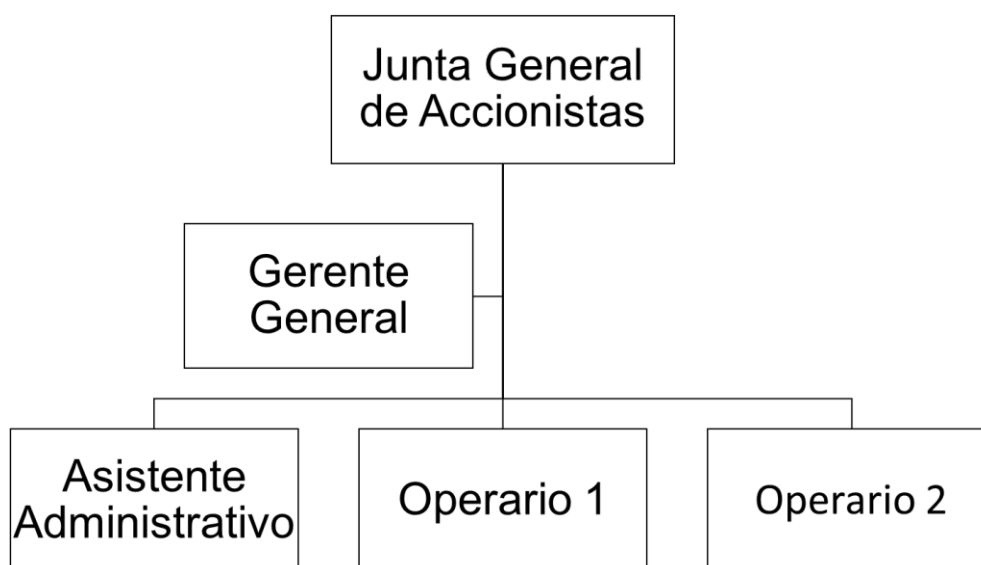 Junta General
de Accionistas
Gerente
General
Asistente
Administrativo
Operario 1
Operario 2